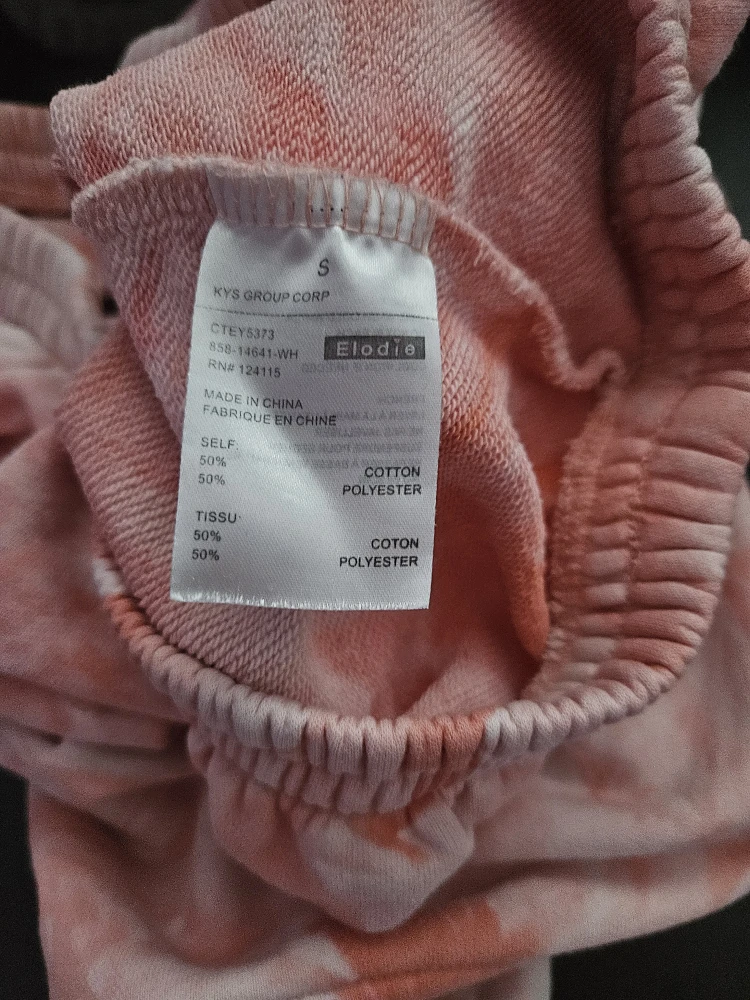 S
KYS GROUP CORP
CTEY5373
858-14641-WH
RN# 124115
Elodie
MADE IN CHINA
FABRIQUE EN CHINE
SELF:
50% COTTON
50% POLYESTER
TISSU:
50% COTON
50% POLYESTER